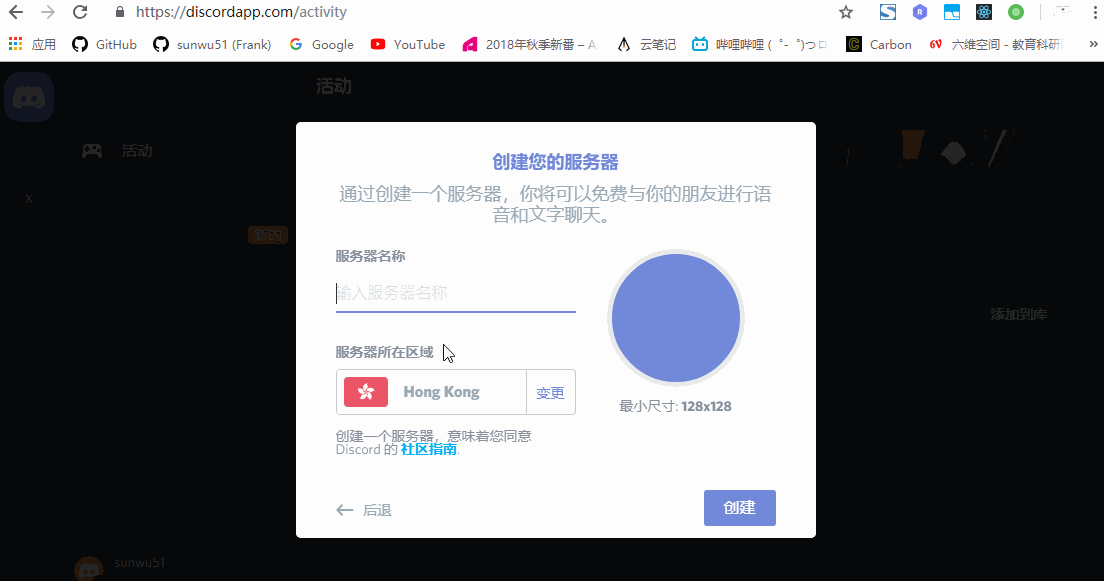 https://discordapp.com/activity
应用 GitHub sunwu51 (Frank) Google YouTube 2018年秋季新番 – A 云笔记 哔哩哔哩 ( ゜- ゜)つロ Carbon 六维空间 - 教育科研 »
活动
活动
X
新的
创建您的服务器
通过创建一个服务器，你将可以免费与你的朋友进行语
音和文字聊天。
服务器名称
输入服务器名称
服务器所在区域
Hong Kong 变更
最小尺寸: 128x128
创建一个服务器，意味着您同意
Discord 的 社区指南.
后退
创建
添加到库
sunwu51